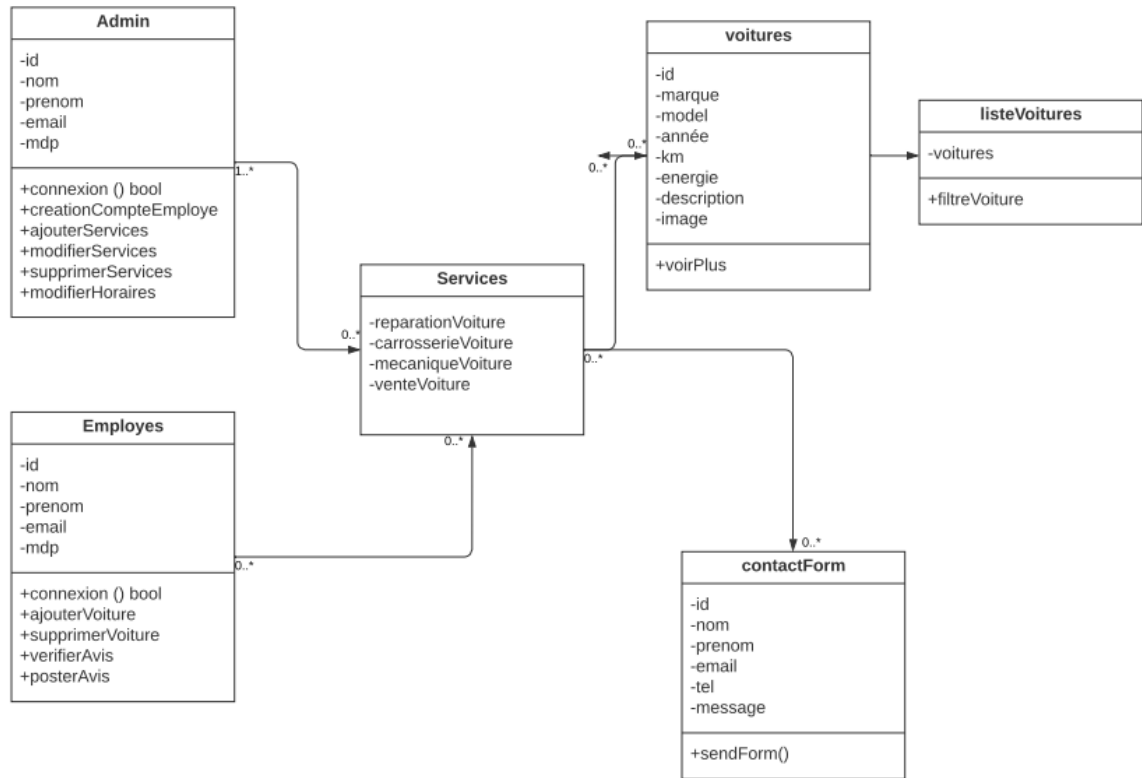 Admin
-id
-nom
-prenom
-email
-mdp
+connexion () bool
+creationCompteEmploye
+ajouterServices
+modifierServices
+supprimerServices
+modifierHoraires
1..*
0..*
Employes
-id
-nom
-prenom
-email
-mdp
+connexion () bool
+ajouterVoiture
+supprimerVoiture
+verifierAvis
+posterAvis
0..*
0..*
Services
-reparationVoiture
-carrosserieVoiture
-mecaniqueVoiture
-venteVoiture
0..*
0..*
0..*
voitures
-id
-marque
-model
-année
-km
-energie
-description
-image
+voirPlus
listeVoitures
-voitures
+filtreVoiture
0..*
contactForm
-id
-nom
-prenom
-email
-tel
-message
+sendForm()